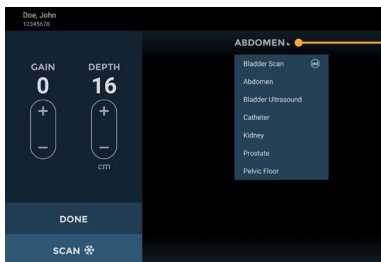 Doe, John
12345678
ABDOMEN
GAIN
DEPTH
0
16
+
+
−
−
cm
Bladder Scan
Abdomen
Bladder Ultrasound
Catheter
Kidney
Prostate
Pelvic Floor
DONE
SCAN